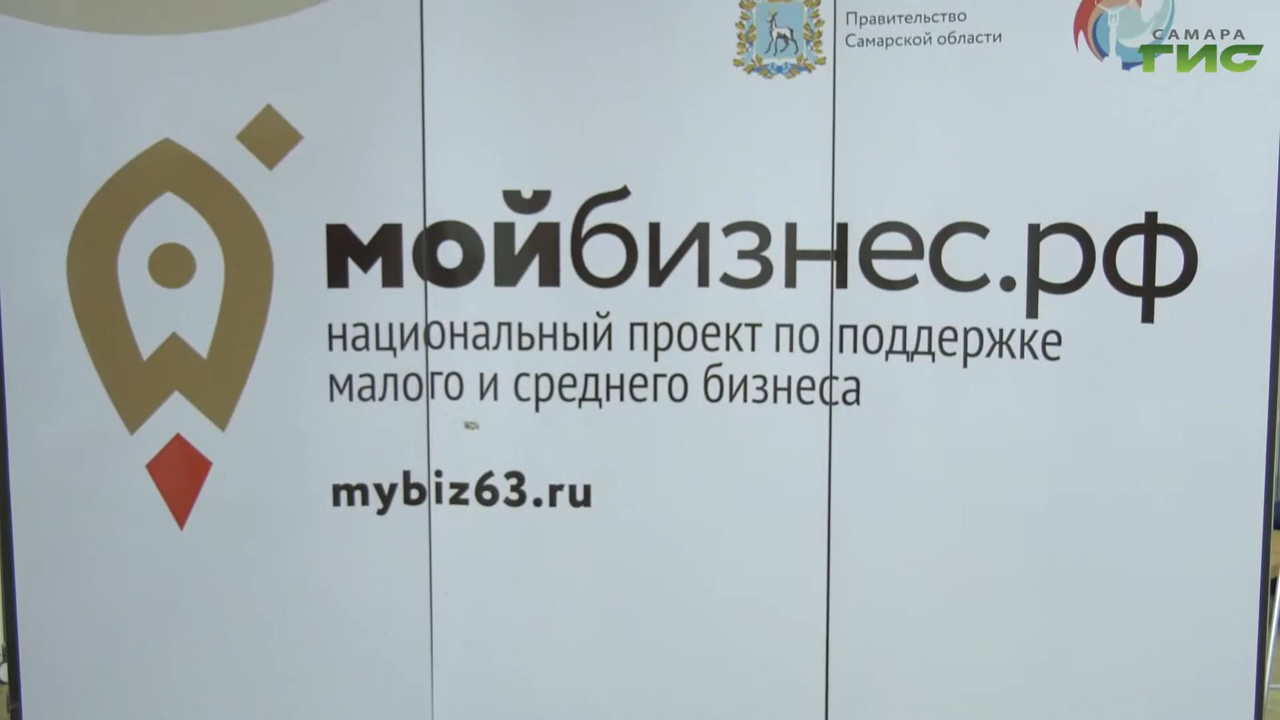 Правительство
Самарской области
САМАРА
ГИС
мойбизнес.рф
национальный проект по поддержке
малого и среднего бизнеса
mybiz63.ru